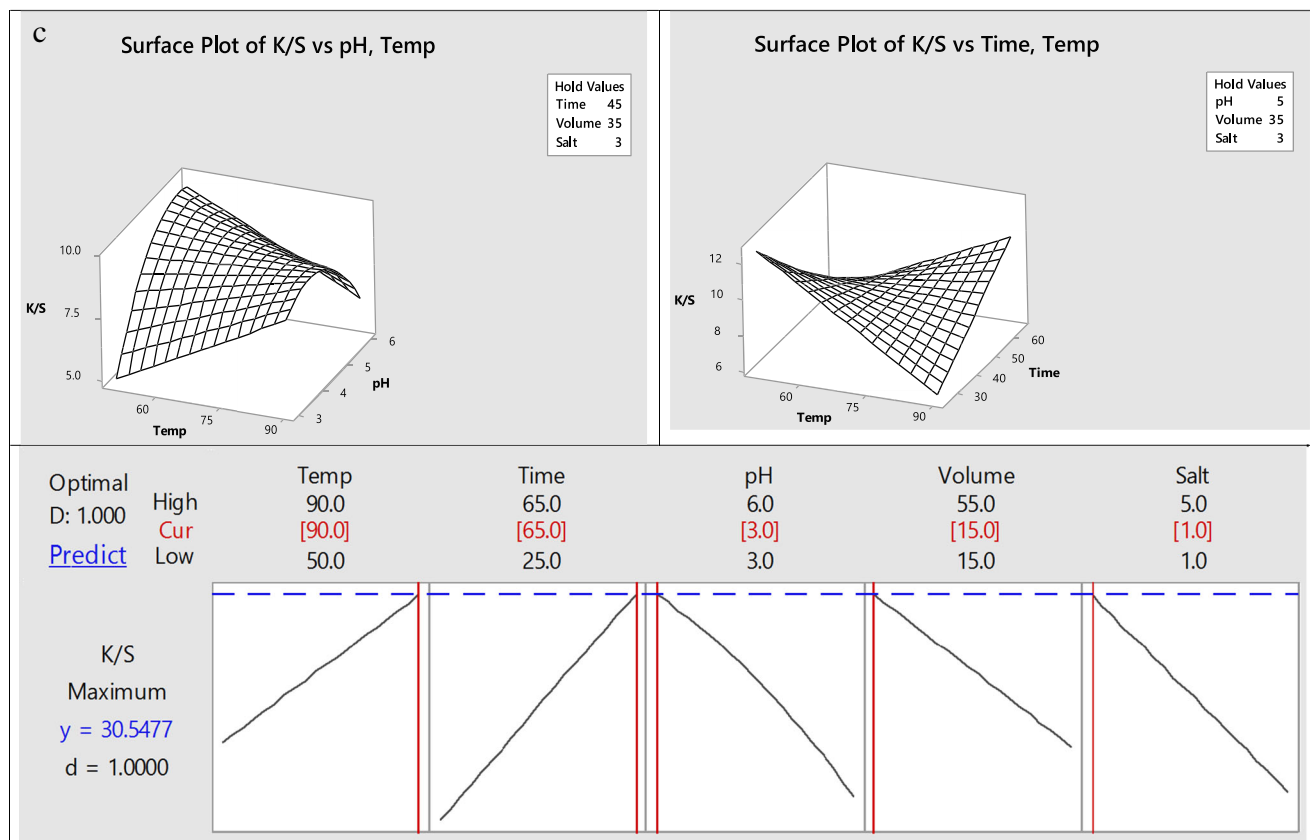 c
Surface Plot of K/S vs pH, Temp
Hold Values
Time 45
Volume 35
Salt 3
10.0
7.5
5.0
K/S
60
75
90
Temp
3
4
5
6
pH
Surface Plot of K/S vs Time, Temp
Hold Values
pH 5
Volume 35
Salt 3
12
10
8
6
K/S
60
75
90
Temp
30
40
50
60
Time
Optimal
D: 1.000
Predict
High
Cur
Low
Temp
90.0
[90.0]
50.0
Time
65.0
[65.0]
25.0
pH
6.0
[3.0]
3.0
Volume
55.0
[15.0]
15.0
Salt
5.0
[1.0]
1.0
K/S
Maximum
y = 30.5477
d = 1.0000